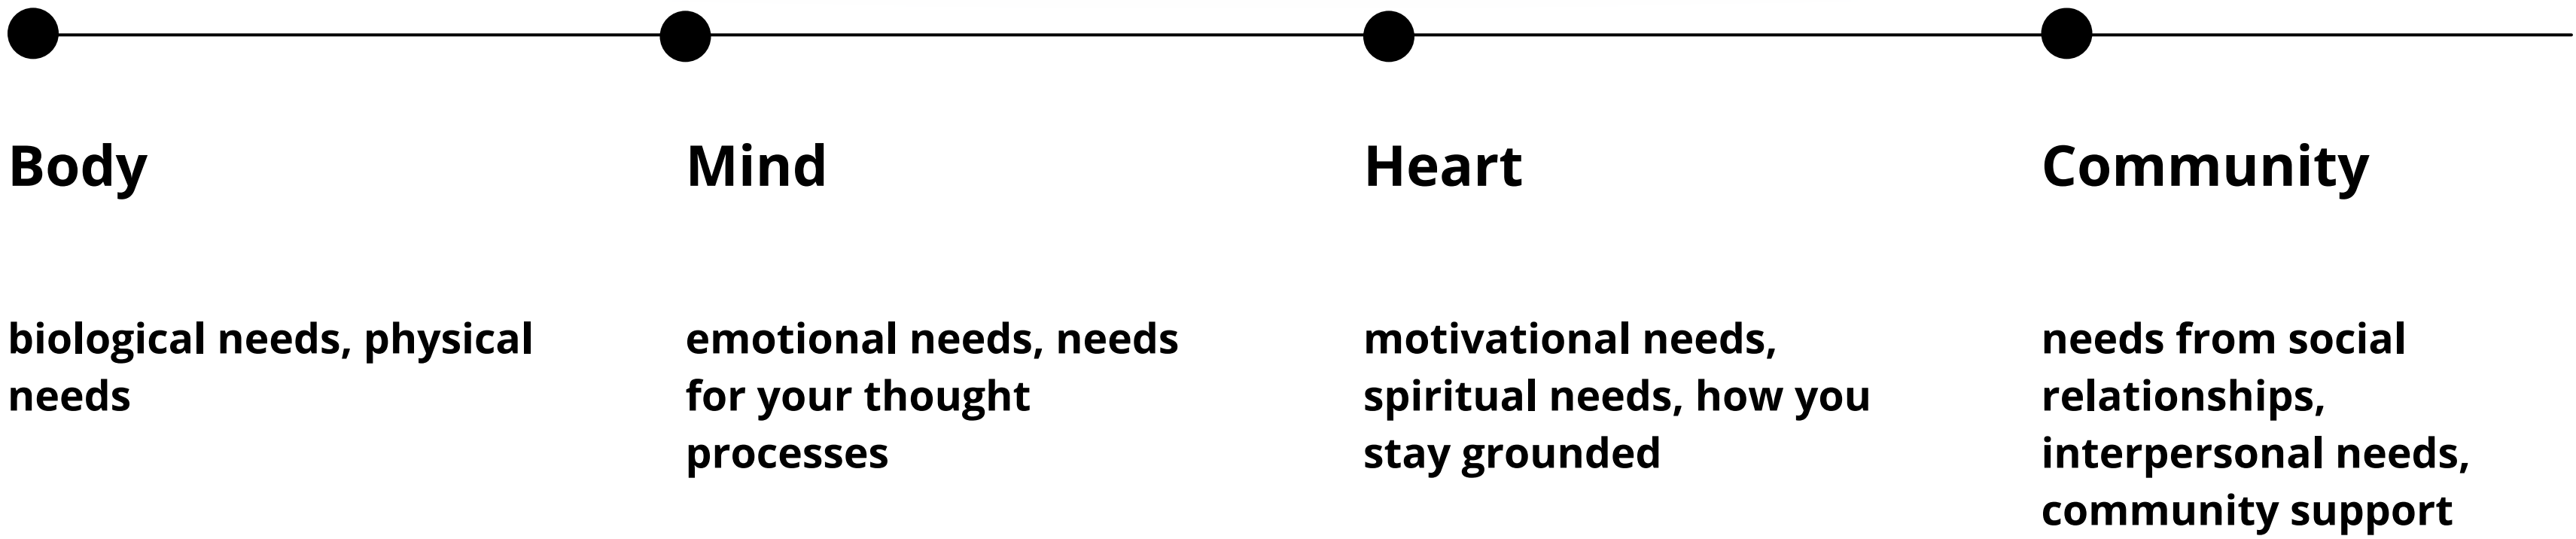 Body
biological needs, physical
needs
Mind
emotional needs, needs
for your thought
processes
Heart
motivational needs,
spiritual needs, how you
stay grounded
Community
needs from social
relationships,
interpersonal needs,
community support